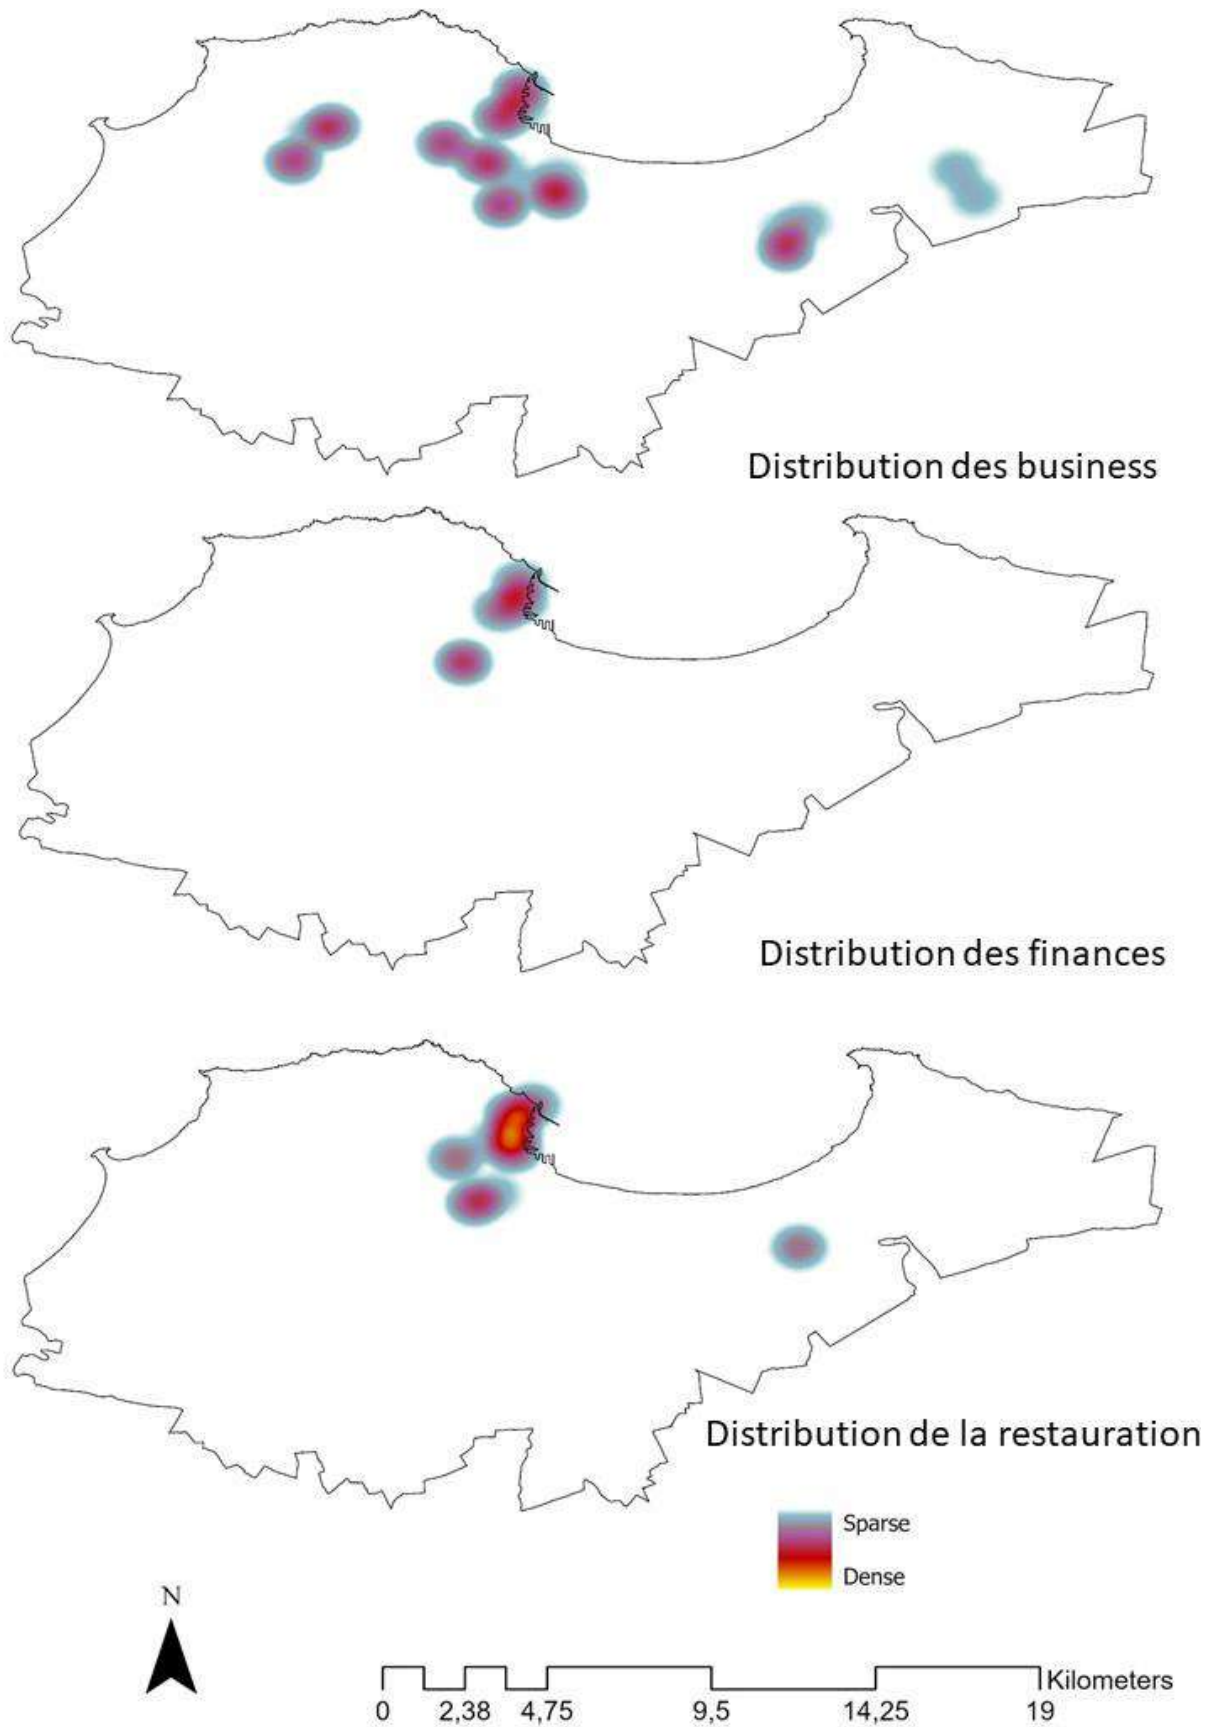 Distribution des business
Distribution des finances
Distribution de la restauration
Sparse
Dense
N
Kilometers
0 2,38 4,75 9,5 14,25 19